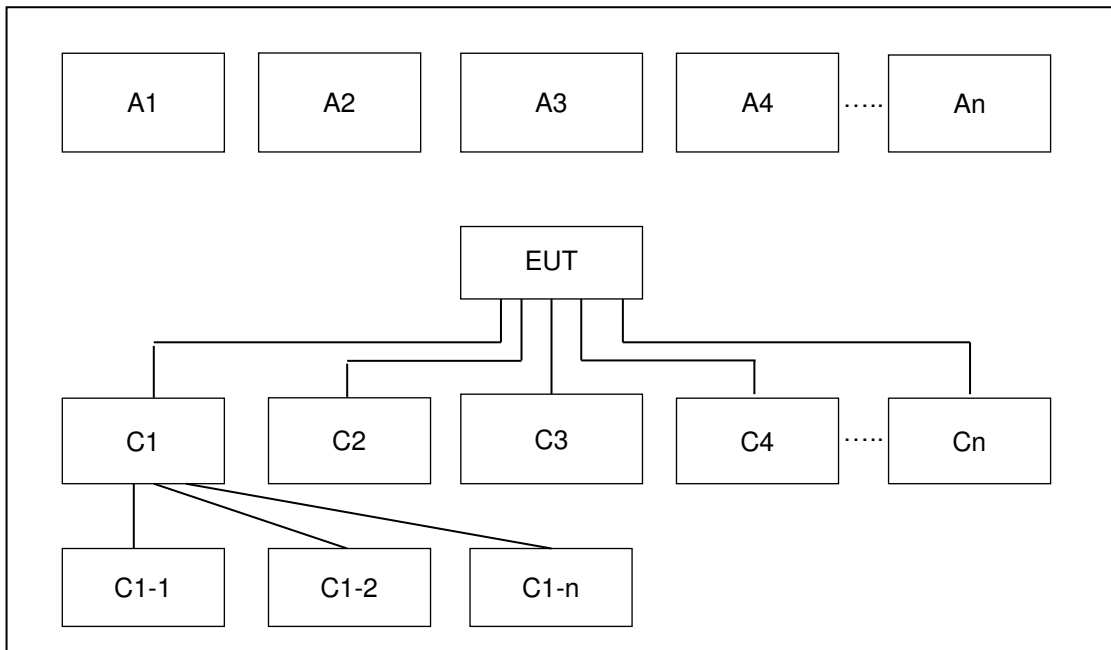 A1 A2 A3 A4 ..... An
EUT
C1 C2 C3 C4 ..... Cn
C1-1 C1-2 C1-n